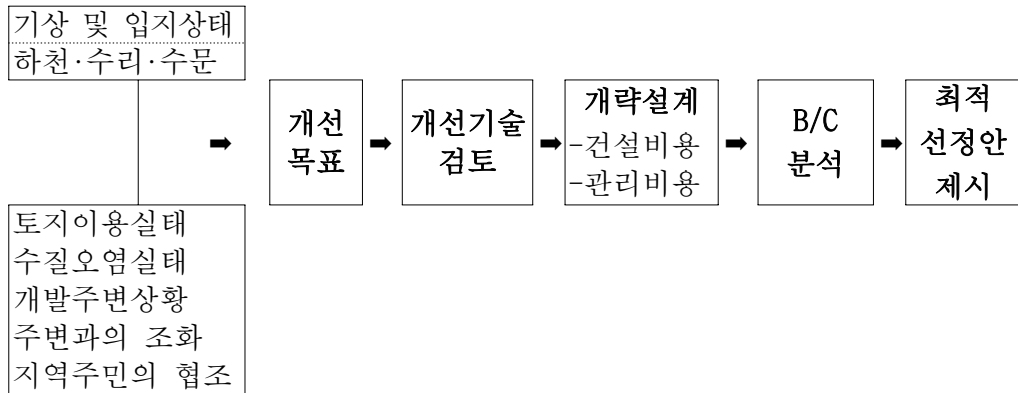 기상 및 입지상태
하천·수리·수문
➡
개선
목표
➡
개선기술
검토
➡
개략설계
-건설비용
-관리비용
➡
B/C
분석
➡
최적
선정안
제시
토지이용실태
수질오염실태
개발주변상황
주변과의 조화
지역주민의 협조